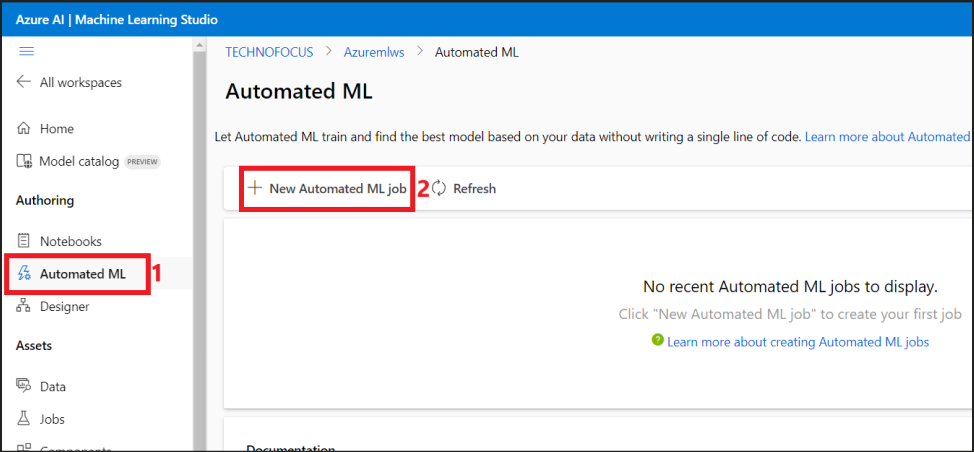 Azure AI | Machine Learning Studio
All workspaces
Home
Model catalog PREVIEW
Authoring
Notebooks
Automated ML 1
Designer
Assets
Data
Jobs
Components
TECHNOFOCUS > Azuremlws > Automated ML
Automated ML
Let Automated ML train and find the best model based on your data without writing a single line of code. Learn more about Automated
+ New Automated ML job 2 Refresh
No recent Automated ML jobs to display.
Click "New Automated ML job" to create your first job
? Learn more about creating Automated ML jobs
Documentation